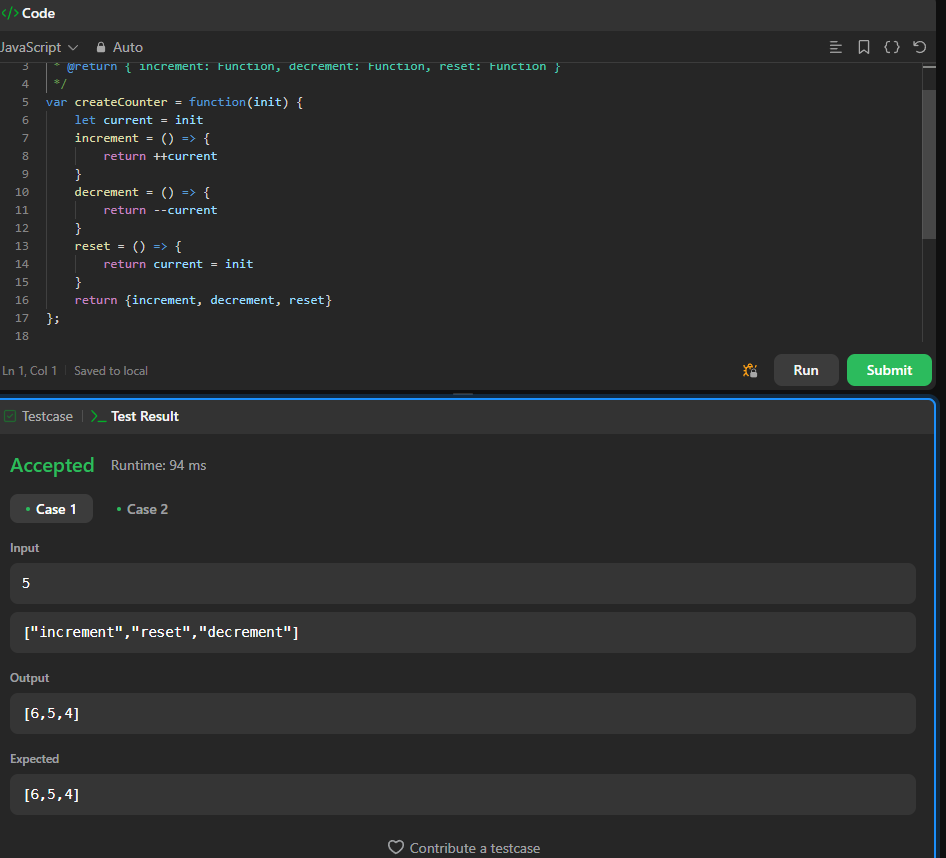 </> Code
JavaScript Auto
3 * @return { increment: Function, decrement: Function, reset: Function }
4 */
5 var createCounter = function(init) {
6 let current = init
7 increment = () => {
8 return ++current
9 }
10 decrement = () => {
11 return --current
12 }
13 reset = () => {
14 return current = init
15 }
16 return {increment, decrement, reset}
17 };
18
Ln 1, Col 1 Saved to local
Run Submit
Testcase >_ Test Result
Accepted Runtime: 94 ms
• Case 1 • Case 2
Input
5
["increment","reset","decrement"]
Output
[6,5,4]
Expected
[6,5,4]
Contribute a testcase